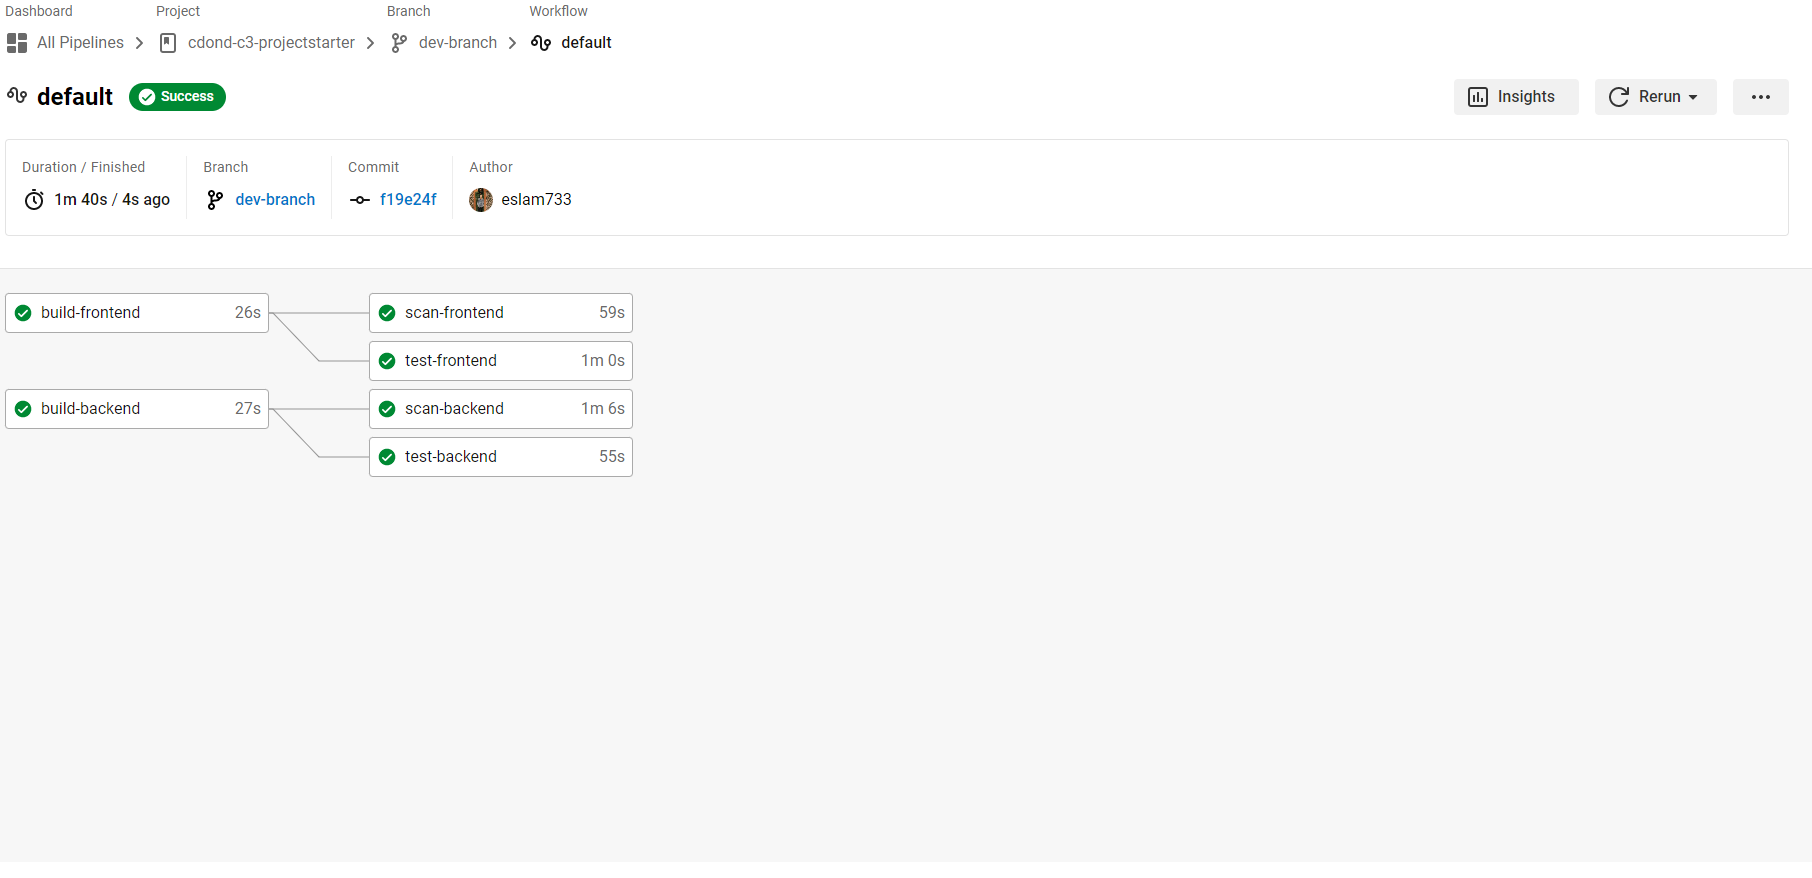 Dashboard Project Branch Workflow
All Pipelines cdond-c3-projectstarter dev-branch default
default Success Insights Rerun
Duration / Finished Branch Commit Author
1m 40s / 4s ago dev-branch f19e24f eslam733
build-frontend 26s scan-frontend 59s
test-frontend 1m 0s
build-backend 27s scan-backend 1m 6s
test-backend 55s